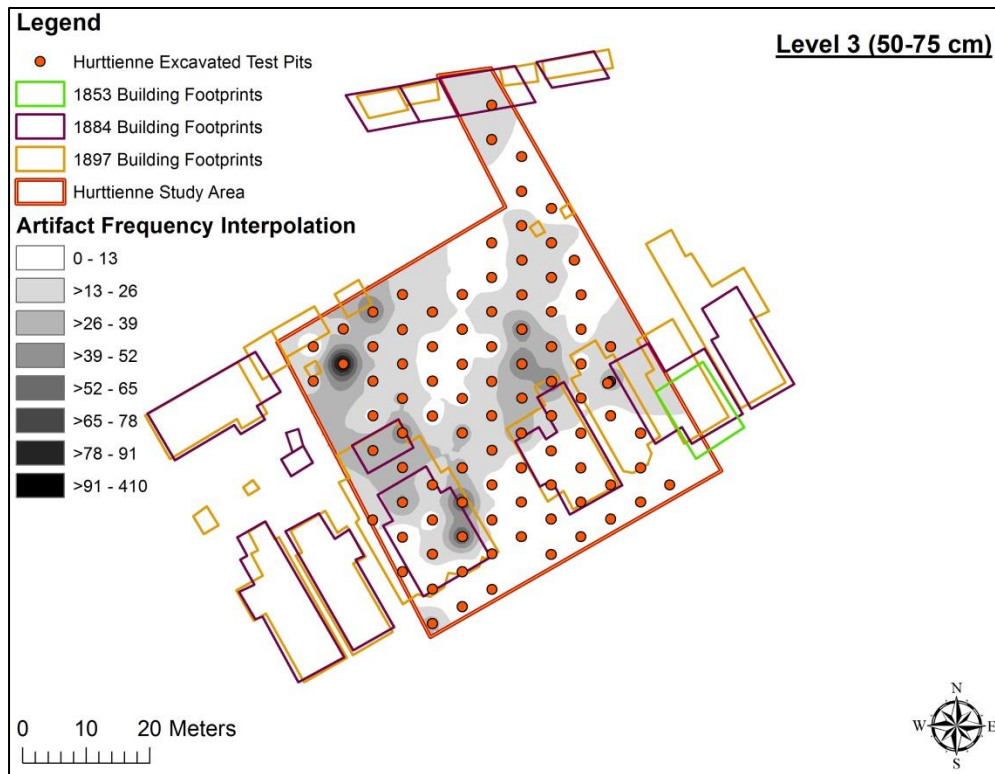 Legend
Level 3 (50-75 cm)
Hurttienne Excavated Test Pits
1853 Building Footprints
1884 Building Footprints
1897 Building Footprints
Hurttienne Study Area
Artifact Frequency Interpolation
0 - 13
>13 - 26
>26 - 39
>39 - 52
>52 - 65
>65 - 78
>78 - 91
>91 - 410
0 10 20 Meters
N
W E
S